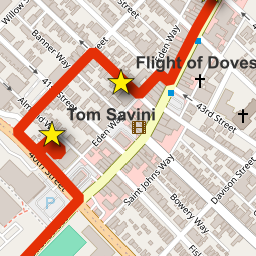 Willow Street
Banner Way
Eden Way
Flight of Doves
41st Street
43rd Street
Tom Savini
Eden Way
40th Street
P
Saint Johns Way
Davison Street
Bowery Way